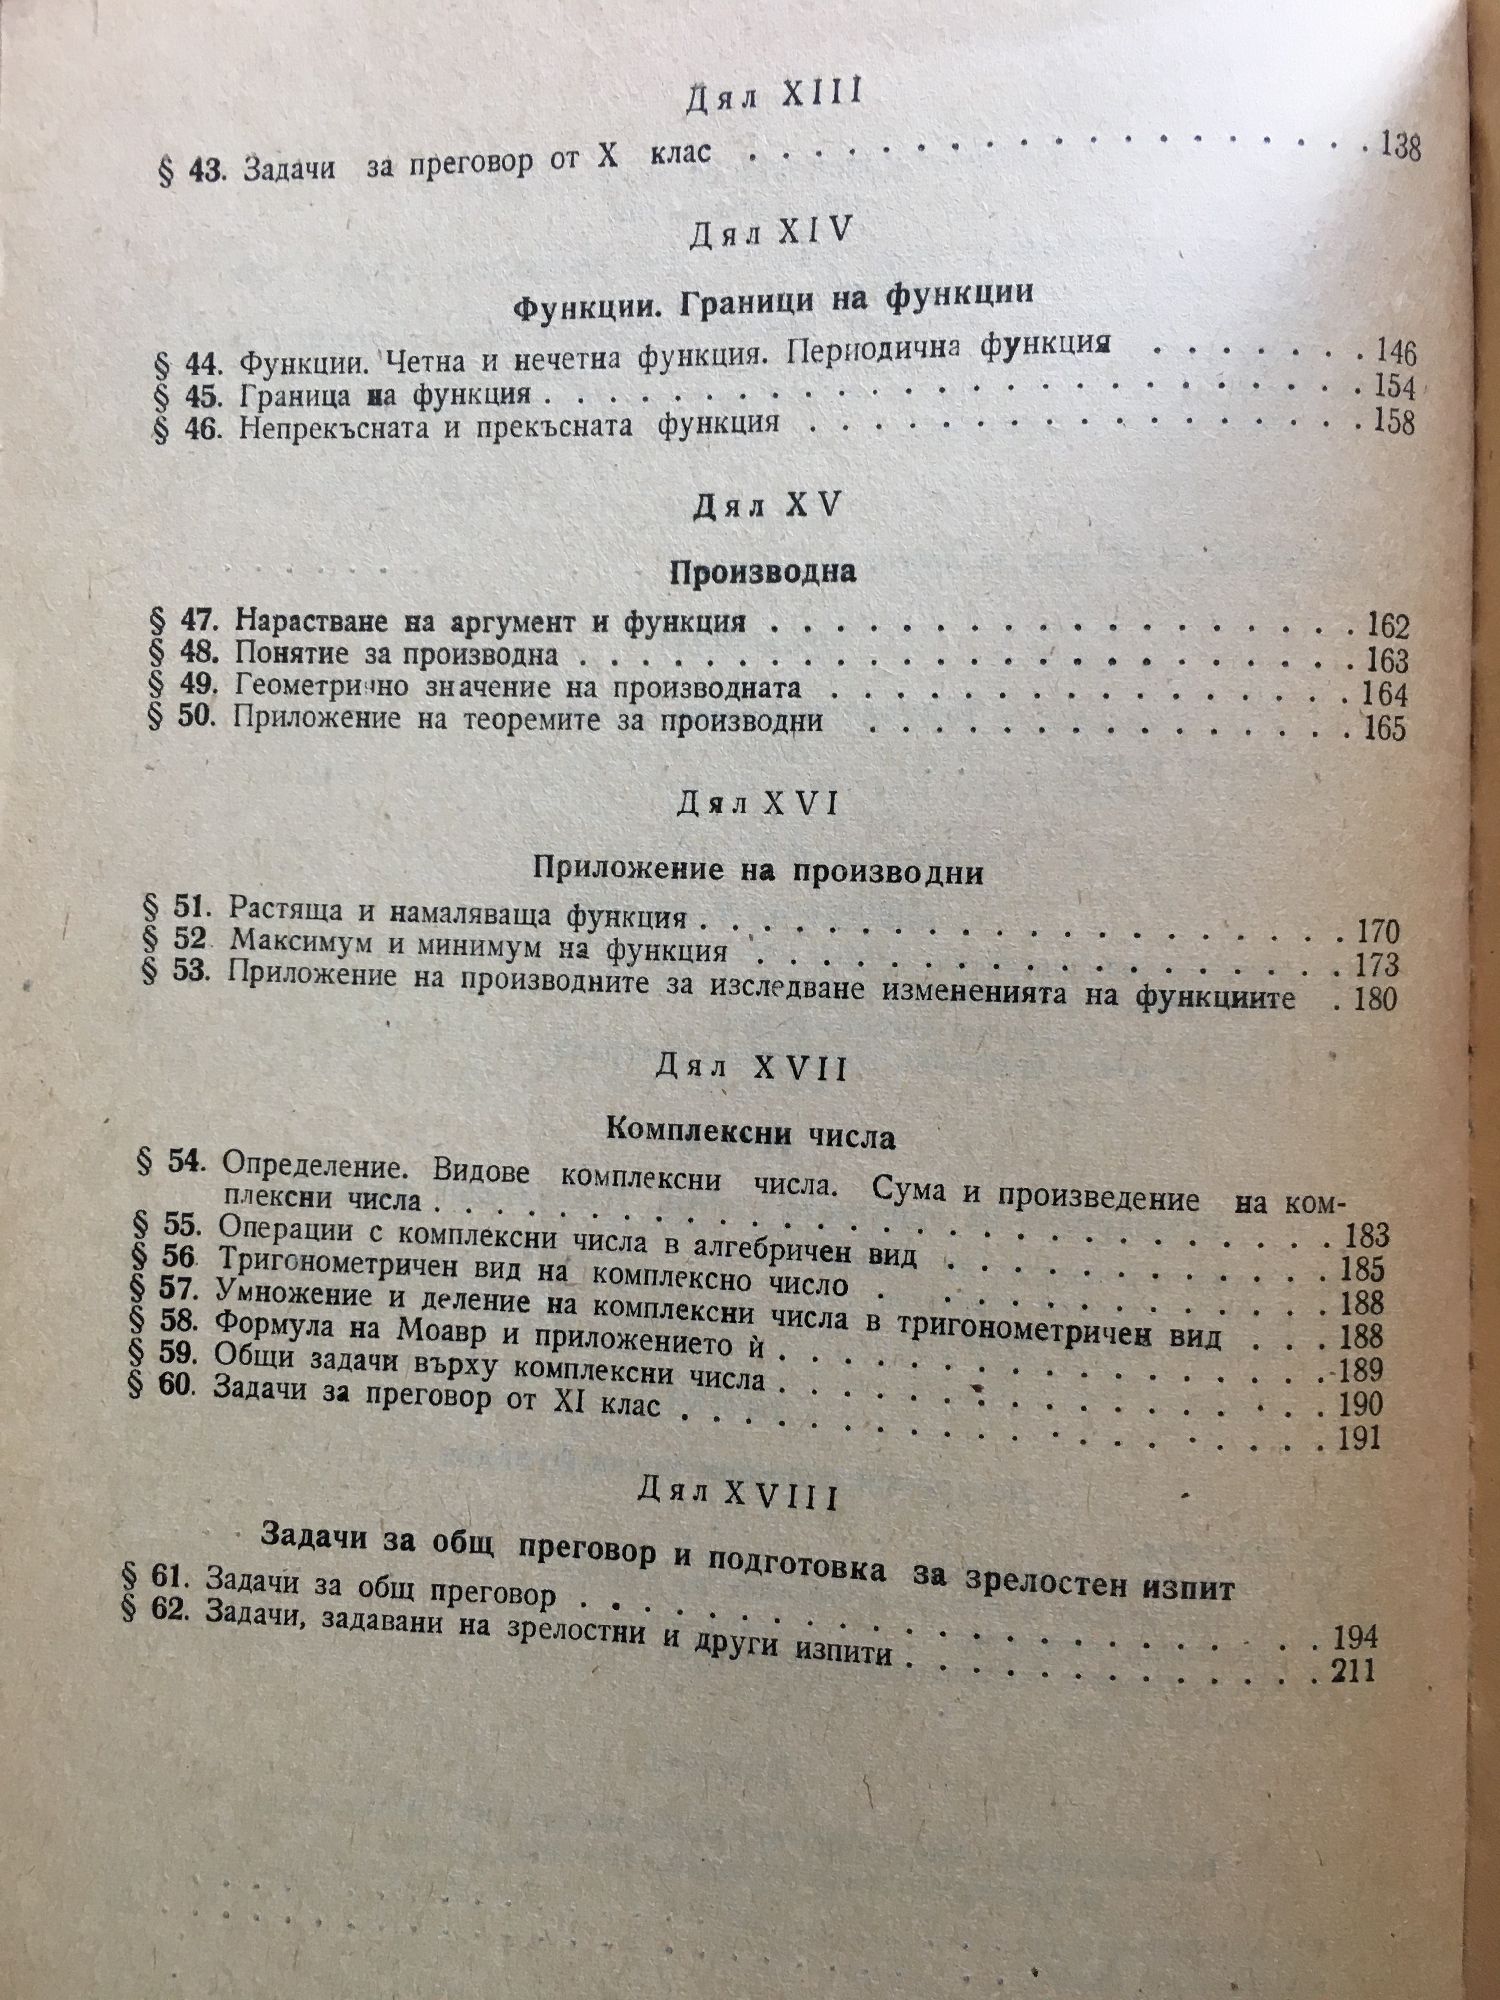 Дял XIII
§ 43. Задачи за преговор от X клас . . . . . . . . . . . . . . . . . . . 138
Дял XIV
Функции. Граници на функции
§ 44. Функции. Четна и нечетна функция. Периодична функция . . . . . . . 146
§ 45. Граница на функция . . . . . . . . . . . . . . . . . . . . . . . . . 154
§ 46. Непрекъсната и прекъсната функция . . . . . . . . . . . . . . . . . 158
Дял XV
Производна
§ 47. Нарастване на аргумент и функция . . . . . . . . . . . . . . . . . . 162
§ 48. Понятие за производна . . . . . . . . . . . . . . . . . . . . . . . . 163
§ 49. Геометрично значение на производната . . . . . . . . . . . . . . . . 164
§ 50. Приложение на теоремите за производни . . . . . . . . . . . . . . . 165
Дял XVI
Приложение на производни
§ 51. Растяща и намаляваща функция . . . . . . . . . . . . . . . . . . . . 170
§ 52. Максимум и минимум на функция . . . . . . . . . . . . . . . . . . 173
§ 53. Приложение на производните за изследване измененията на функциите . 180
Дял XVII
Комплексни числа
§ 54. Определение. Видове комплексни числа. Сума и произведение на ком-
плексни числа . . . . . . . . . . . . . . . . . . . . . . . . . . . . 183
§ 55. Операции с комплексни числа в алгебричен вид . . . . . . . . . . . . 185
§ 56. Тригонометричен вид на комплексно число . . . . . . . . . . . . . . 188
§ 57. Умножение и деление на комплексни числа в тригонометричен вид . . . 188
§ 58. Формула на Моавр и приложението ѝ . . . . . . . . . . . . . . . . . 189
§ 59. Общи задачи върху комплексни числа . . . . . . . . . . . . . . . . . 190
§ 60. Задачи за преговор от XI клас . . . . . . . . . . . . . . . . . . . . 191
Дял XVIII
Задачи за общ преговор и подготовка за зрелостен изпит
§ 61. Задачи за общ преговор . . . . . . . . . . . . . . . . . . . . . . . 194
§ 62. Задачи, задавани на зрелостни и други изпити . . . . . . . . . . . . . 211